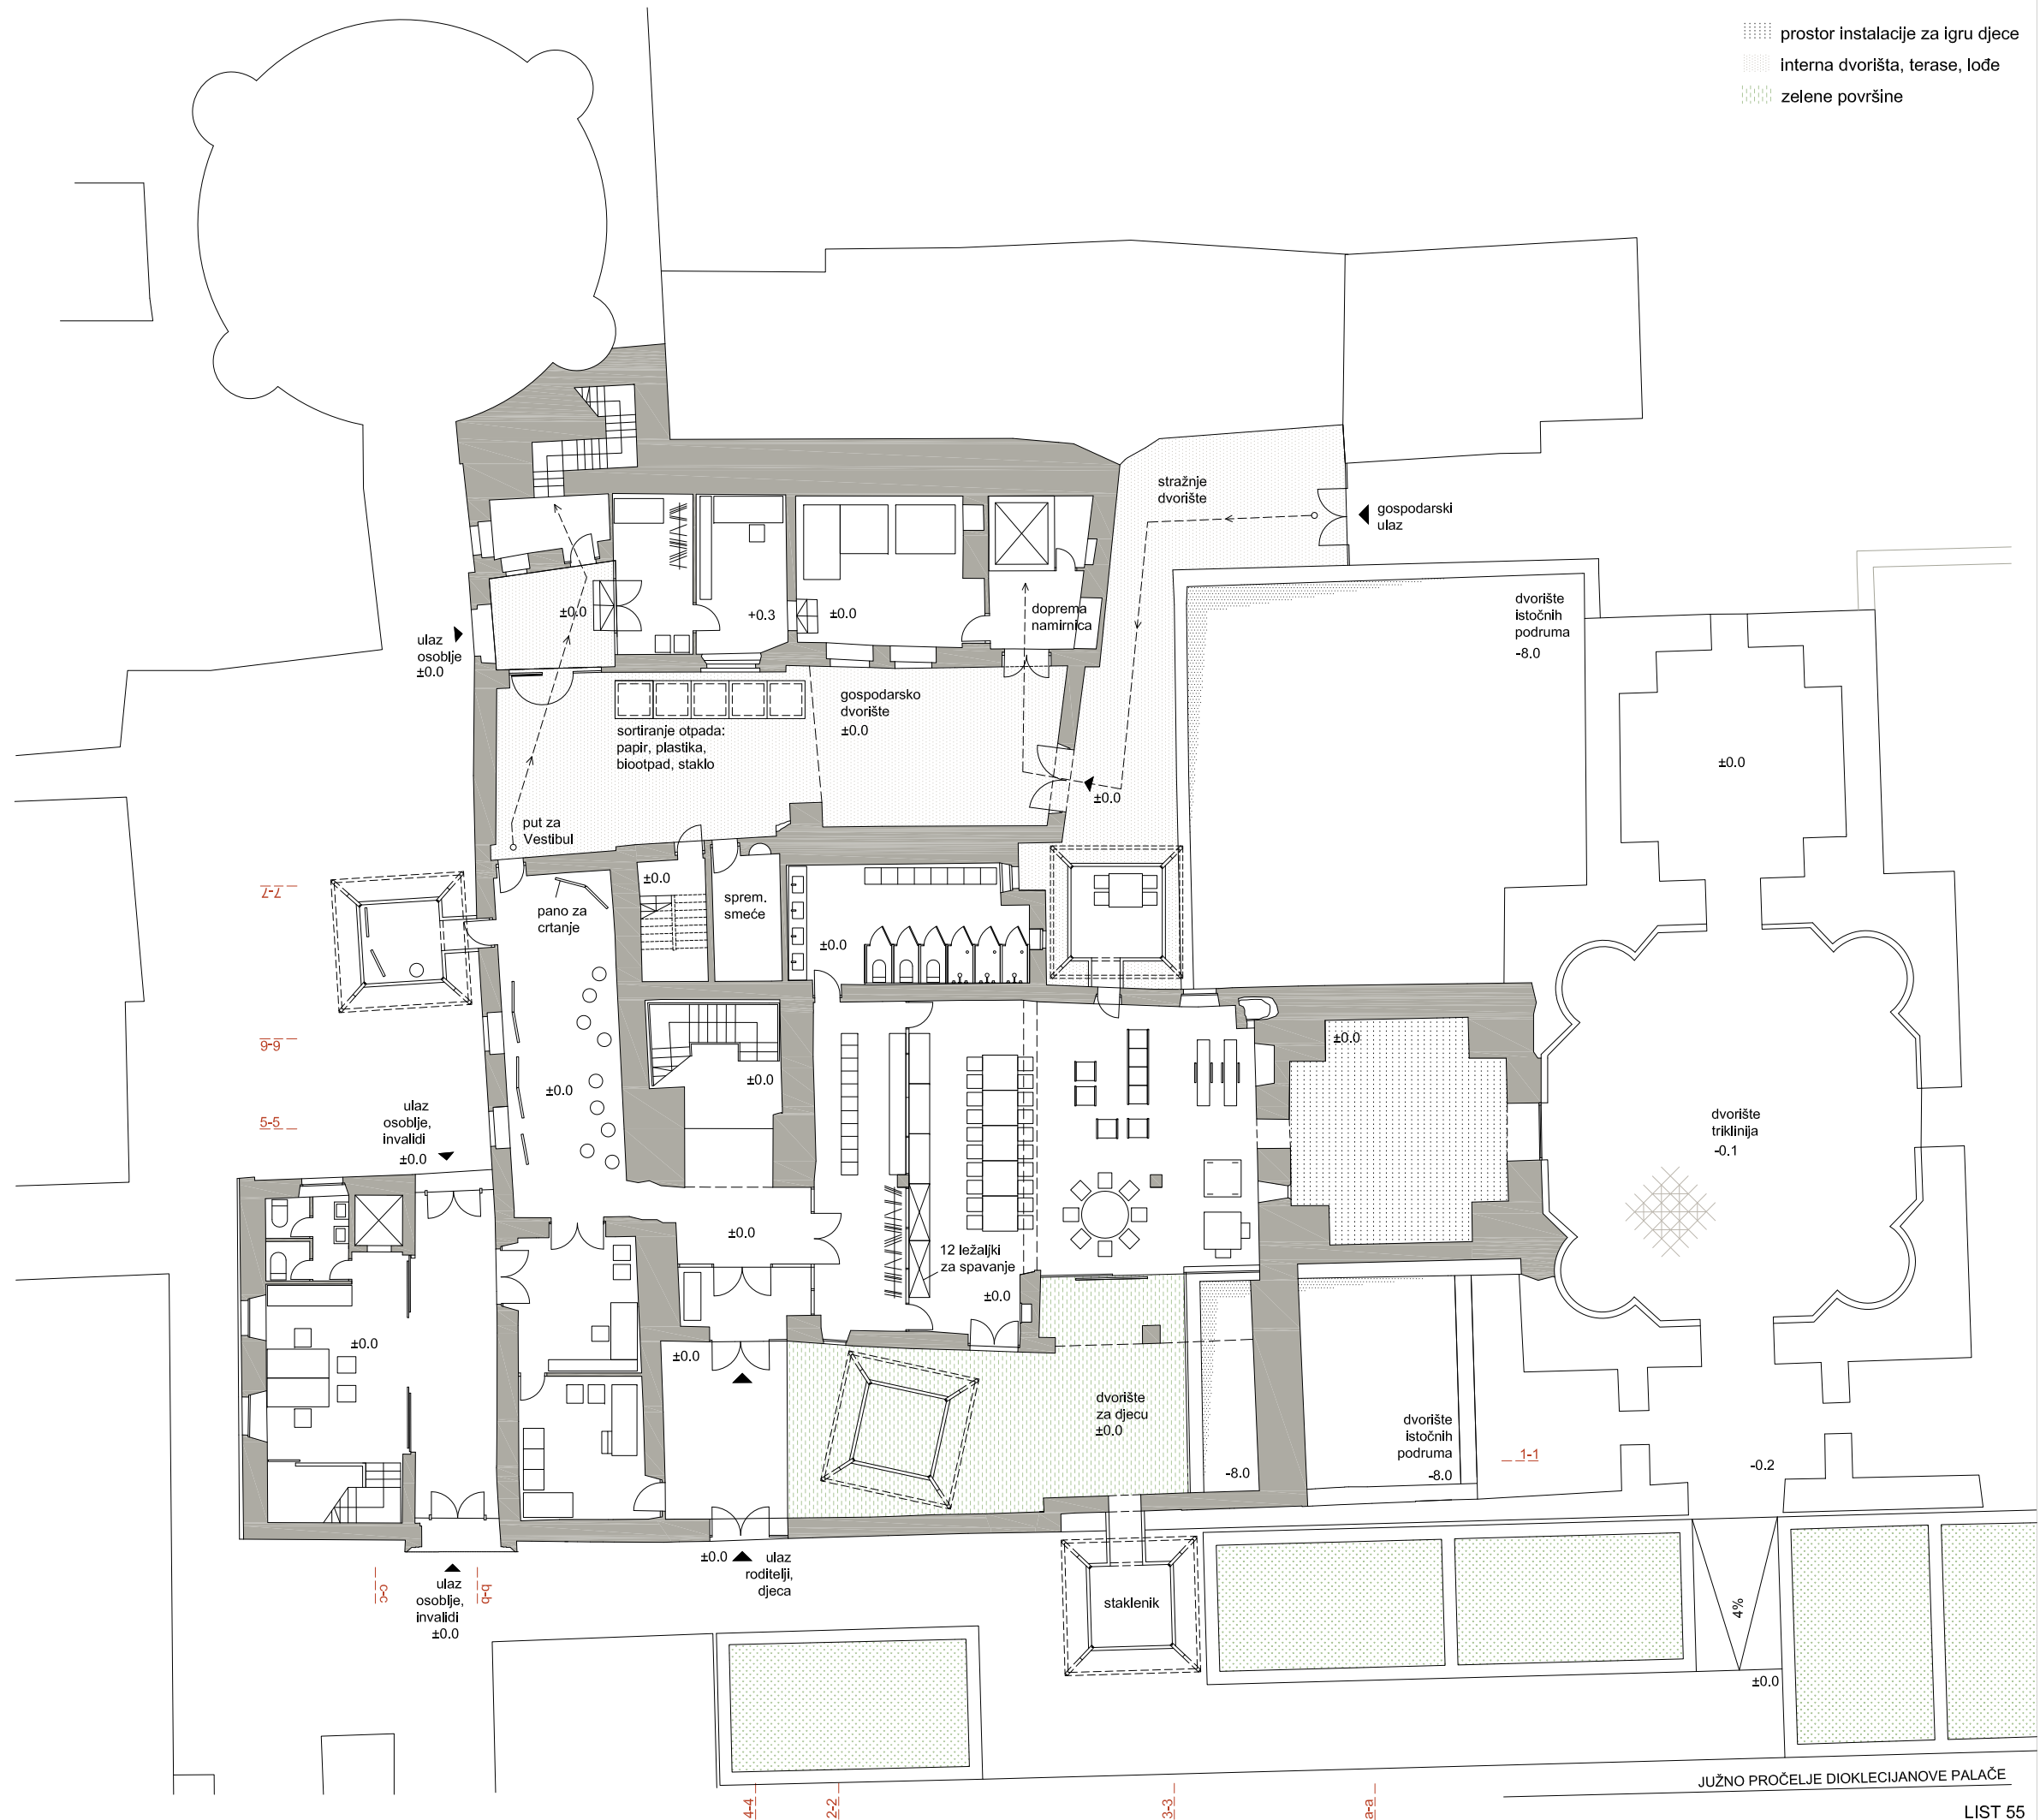 prostor instalacije za igru djece
interna dvorišta, terase, lođe
zelene površine
stražnje
dvorište
gospodarski
ulaz
±0.0
+0.3
±0.0
doprema
namirnica
dvorište
istočnih
podruma
-8.0
ulaz
osoblje
±0.0
gospodarsko
dvorište
±0.0
sortiranje otpada:
papir, plastika,
biootpad, staklo
±0.0
±0.0
put za
Vestibul
7-7
pano za
crtanje
±0.0
sprem.
smeće
±0.0
9-9
±0.0
±0.0
±0.0
5-5
ulaz
osoblje,
invalidi
±0.0
dvorište
triklinija
-0.1
±0.0
12 ležaljki
za spavanje
±0.0
±0.0
±0.0
dvorište
za djecu
±0.0
dvorište
istočnih
podruma
-8.0
-8.0
1-1
-0.2
±0.0
ulaz
roditelji,
djeca
c-c
b-b
ulaz
osoblje,
invalidi
±0.0
staklenik
4%
±0.0
4-4
2-2
3-3
a-a
JUŽNO PROČELJE DIOKLECIJANOVE PALAČE
LIST 55